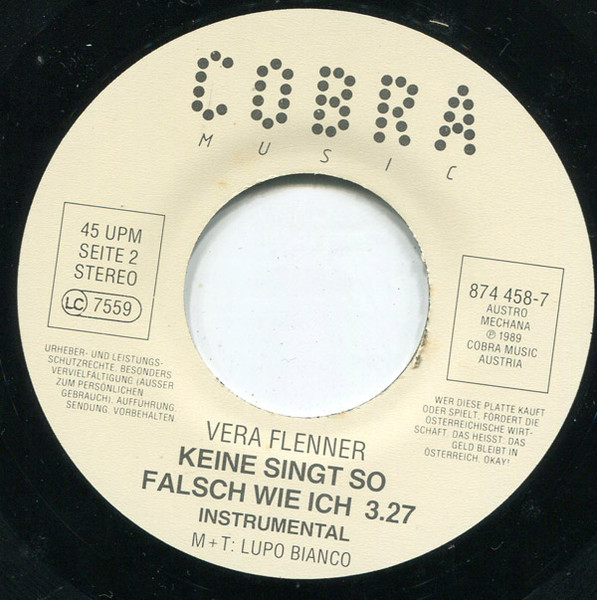 COBRA
MUSIC
45 UPM
SEITE 2
STEREO
LC 7559
URHEBER- UND LEISTUNGS-
SCHUTZRECHTE, BESONDERS
VERVIELFÄLTIGUNG (AUSSER
ZUM PERSÖNLICHEN
GEBRAUCH), AUFFÜHRUNG,
SENDUNG, VORBEHALTEN
874 458-7
AUSTRO
MECHANA
℗ 1989
COBRA MUSIC
AUSTRIA
WER DIESE PLATTE KAUFT
ODER SPIELT, FÖRDERT DIE
ÖSTERREICHISCHE WIRT-
SCHAFT. DAS HEISST, DAS
GELD BLEIBT IN
ÖSTERREICH. OKAY!
VERA FLENNER
KEINE SINGT SO
FALSCH WIE ICH 3.27
INSTRUMENTAL
M+T: LUPO BIANCO